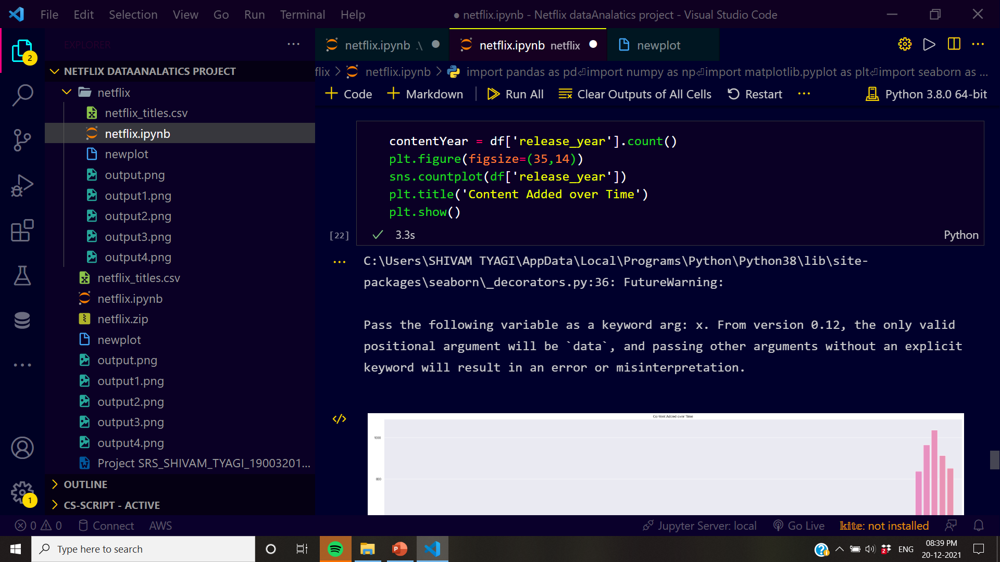 File Edit Selection View Go Run Terminal Help
● netflix.ipynb - Netflix dataAnalatics project - Visual Studio Code
EXPLORER
netflix.ipynb .\
netflix.ipynb netflix
newplot
NETFLIX DATAANALATICS PROJECT
flix > netflix.ipynb > import pandas as pd⏎import numpy as np⏎import matplotlib.pyplot as plt⏎import seaborn as ...
+ Code + Markdown | Run All Clear Outputs of All Cells Restart ... Python 3.8.0 64-bit
2
netflix
netflix_titles.csv
netflix.ipynb
newplot
output.png
output1.png
output2.png
output3.png
output4.png
netflix_titles.csv
netflix.ipynb
netflix.zip
newplot
output.png
output1.png
output2.png
output3.png
output4.png
Project SRS_SHIVAM_TYAGI_19003201...
OUTLINE
CS-SCRIPT - ACTIVE
1
contentYear = df['release_year'].count()
plt.figure(figsize=(35,14))
sns.countplot(df['release_year'])
plt.title('Content Added over Time')
plt.show()
[22] 3.3s Python
C:\Users\SHIVAM TYAGI\AppData\Local\Programs\Python\Python38\lib\site-
packages\seaborn\_decorators.py:36: FutureWarning:
Pass the following variable as a keyword arg: x. From version 0.12, the only valid
positional argument will be `data`, and passing other arguments without an explicit
keyword will result in an error or misinterpretation.
Content Added over Time
1000
800
0 0 Connect AWS
Jupyter Server: local Go Live kite: not installed
Type here to search
2
ENG
08:39 PM
20-12-2021